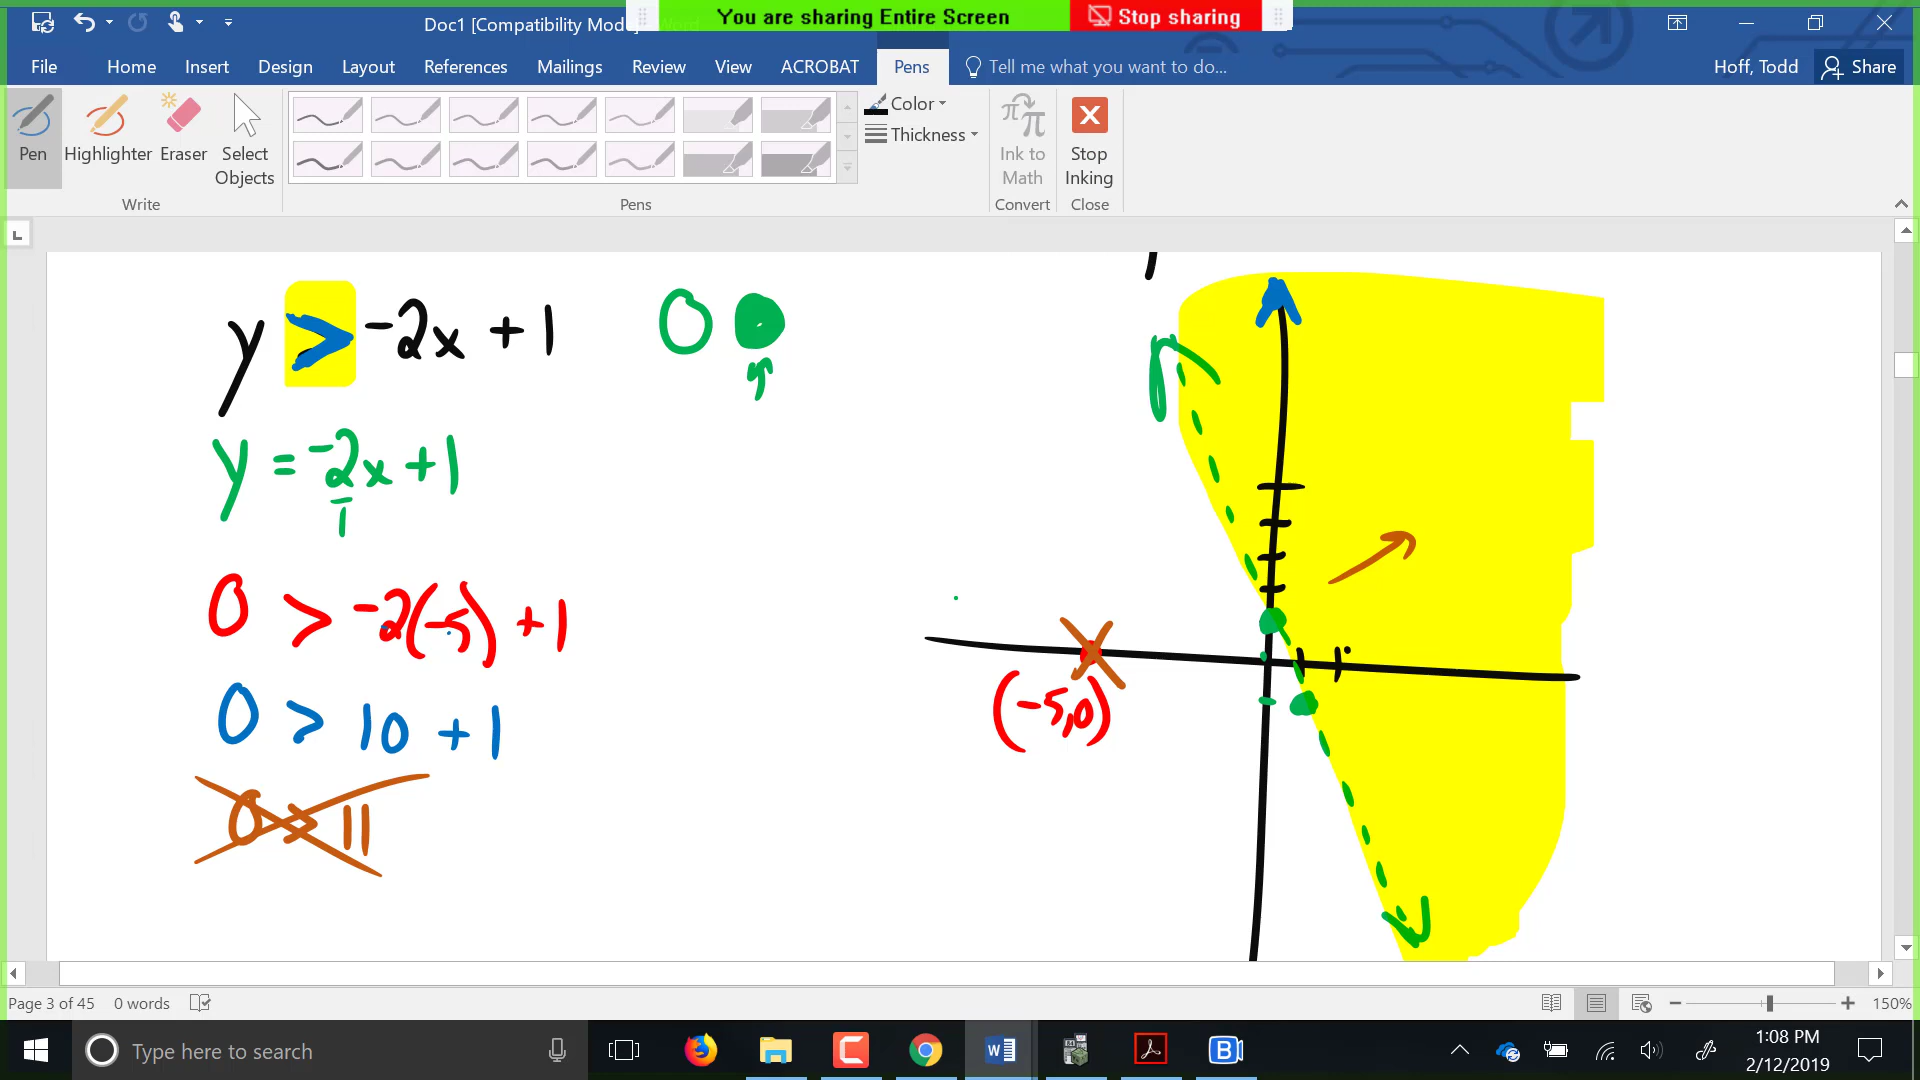 Doc1 [Compatibility Mod
You are sharing Entire Screen
Stop sharing
File Home Insert Design Layout References Mailings Review View ACROBAT Pens Tell me what you want to do... Hoff, Todd Share
Pen Highlighter Eraser Select Objects
Color
Thickness
Ink to Math
Stop Inking
Write Pens Convert Close
y > -2x + 1
y = -2x + 1
1
0 > -2(-5) + 1
0 > 10 + 1
0 > 11
(-5,0)
Page 3 of 45 0 words 150%
Type here to search
1:08 PM
2/12/2019